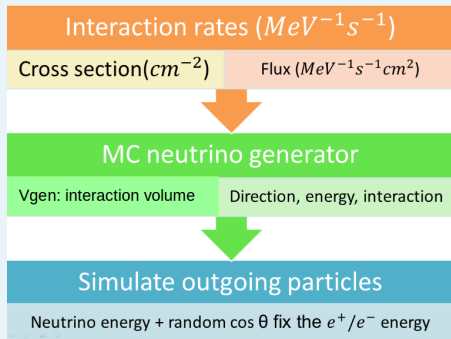 Interaction rates (MeV⁻¹s⁻¹)
Cross section(cm⁻²) Flux (MeV⁻¹s⁻¹cm²)
MC neutrino generator
Vgen: interaction volume Direction, energy, interaction
Simulate outgoing particles
Neutrino energy + random cos θ fix the e⁺/e⁻ energy